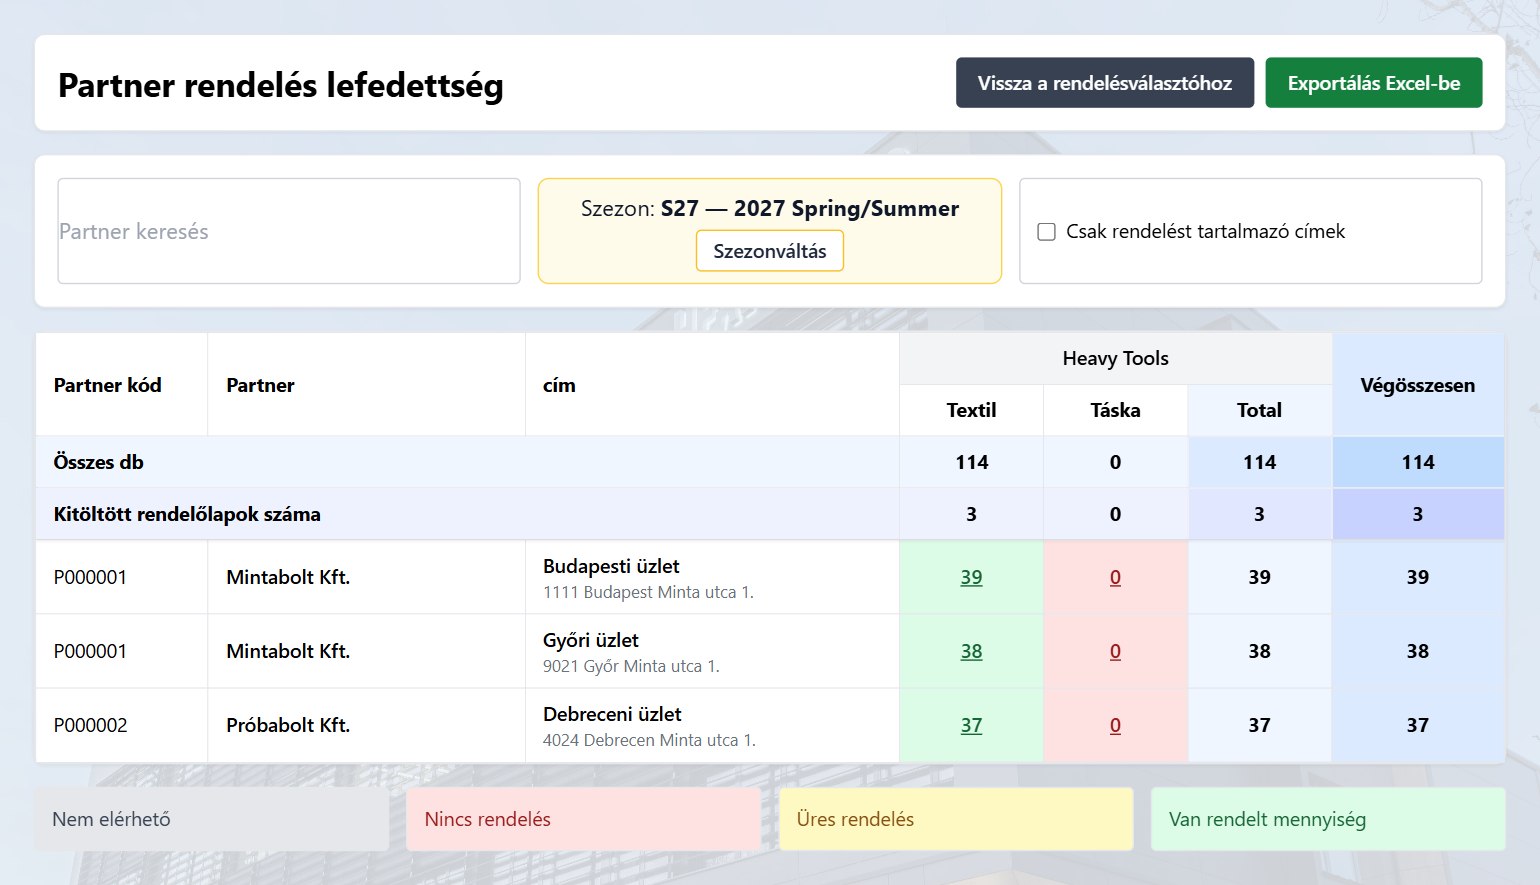 Partner rendelés lefedettség
Vissza a rendelésválasztóhoz
Exportálás Excel-be
Partner keresés
Szezon: S27 — 2027 Spring/Summer
Szezonváltás
Csak rendelést tartalmazó címek
Partner kód Partner cím Heavy Tools Végösszesen
Textil Táska Total
Összes db 114 0 114 114
Kitöltött rendelőlapok száma 3 0 3 3
P000001 Mintabolt Kft. Budapesti üzlet 39 0 39 39
1111 Budapest Minta utca 1.
P000001 Mintabolt Kft. Győri üzlet 38 0 38 38
9021 Győr Minta utca 1.
P000002 Próbabolt Kft. Debreceni üzlet 37 0 37 37
4024 Debrecen Minta utca 1.
Nem elérhető
Nincs rendelés
Üres rendelés
Van rendelt mennyiség